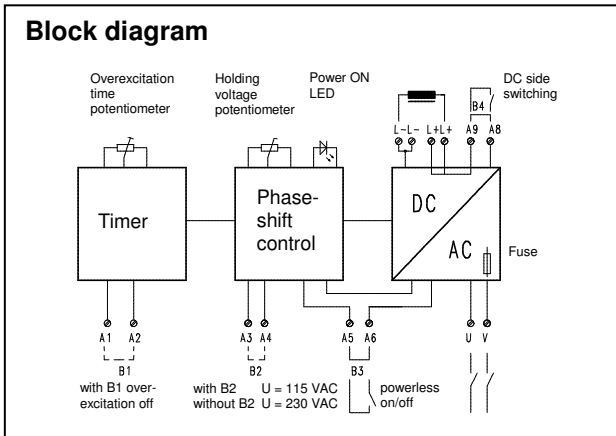 Block diagram
Overexcitation
time
potentiometer
Holding
voltage
potentiometer
Power ON
LED
DC side
switching
B4
L- L- L+ L+ A9 A8
Timer
Phase-
shift
control
DC
AC
Fuse
A1 A2 A3 A4 A5 A6 U V
B1 B2 B3
with B1 over-
excitation off
with B2 U = 115 VAC
without B2 U = 230 VAC
powerless
on/off